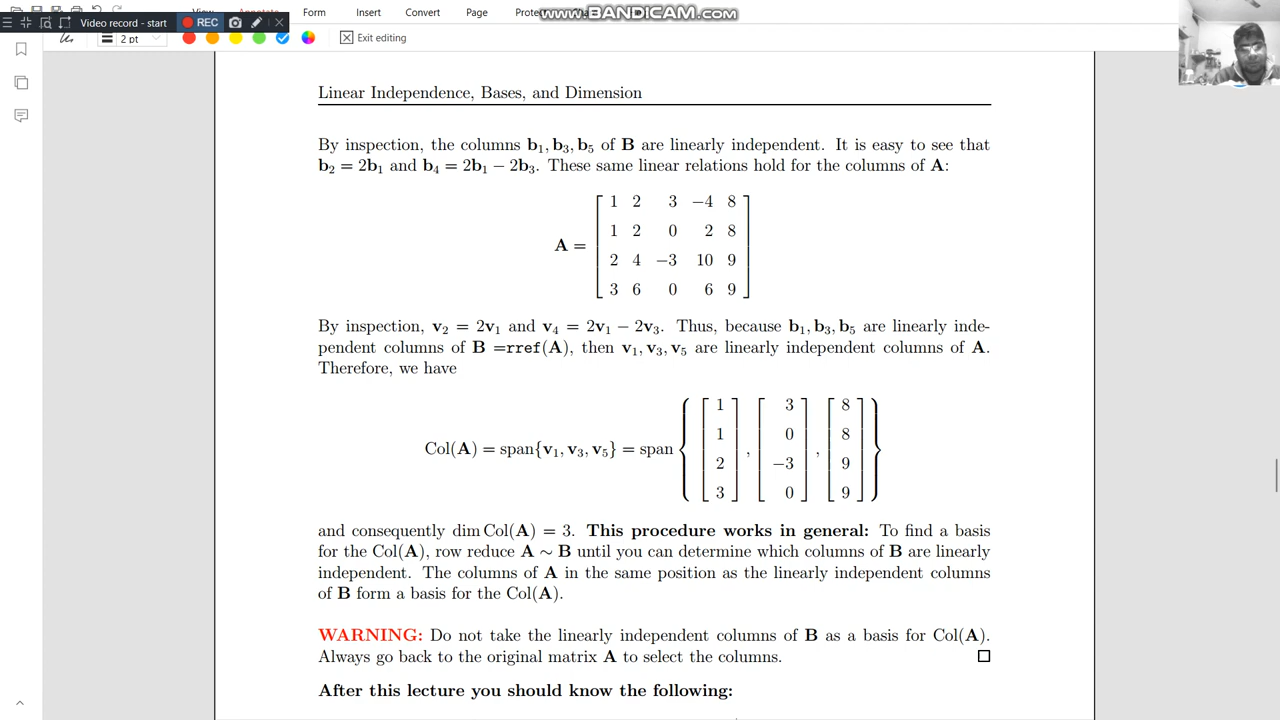 Form Insert Convert Page
www.BANDICAM.com
Video record - start REC
2 pt Exit editing
Linear Independence, Bases, and Dimension
By inspection, the columns b₁, b₃, b₅ of B are linearly independent. It is easy to see that
b₂ = 2b₁ and b₄ = 2b₁ − 2b₃. These same linear relations hold for the columns of A:
1 2 3 −4 8
1 2 0 2 8
A =
2 4 −3 10 9
3 6 0 6 9
By inspection, v₂ = 2v₁ and v₄ = 2v₁ − 2v₃. Thus, because b₁, b₃, b₅ are linearly inde-
pendent columns of B =rref(A), then v₁, v₃, v₅ are linearly independent columns of A.
Therefore, we have
Col(A) = span{v₁, v₃, v₅} = span { [1 1 2 3], [3 0 −3 0], [8 8 9 9] }
and consequently dim Col(A) = 3. This procedure works in general: To find a basis
for the Col(A), row reduce A ∼ B until you can determine which columns of B are linearly
independent. The columns of A in the same position as the linearly independent columns
of B form a basis for the Col(A).
WARNING: Do not take the linearly independent columns of B as a basis for Col(A).
Always go back to the original matrix A to select the columns.
After this lecture you should know the following: